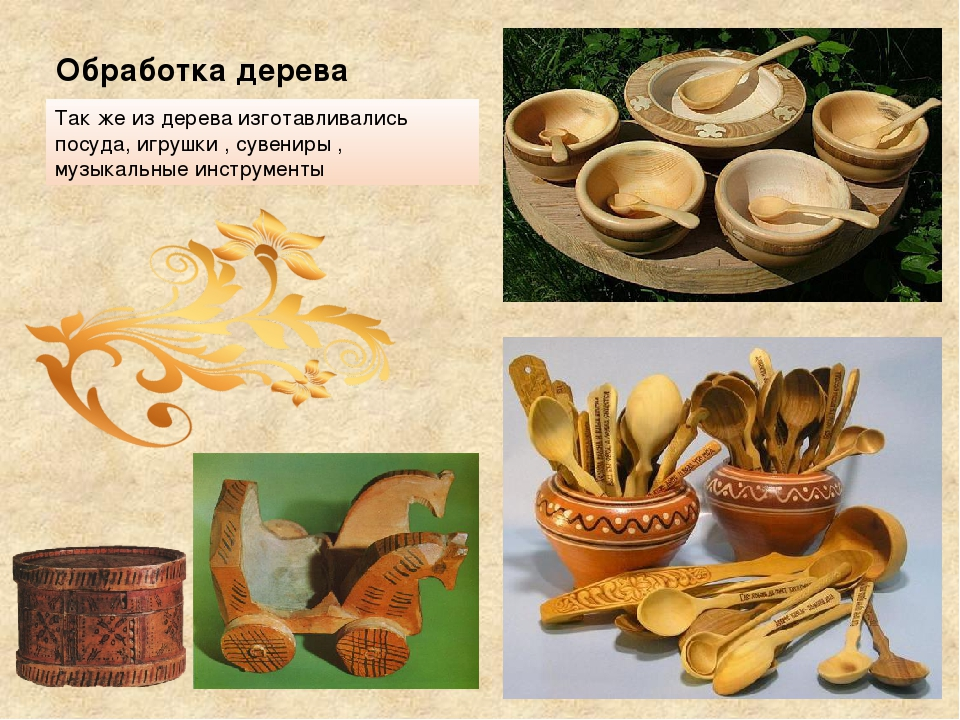 Обработка дерева
Так же из дерева изготавливались
посуда, игрушки , сувениры ,
музыкальные инструменты